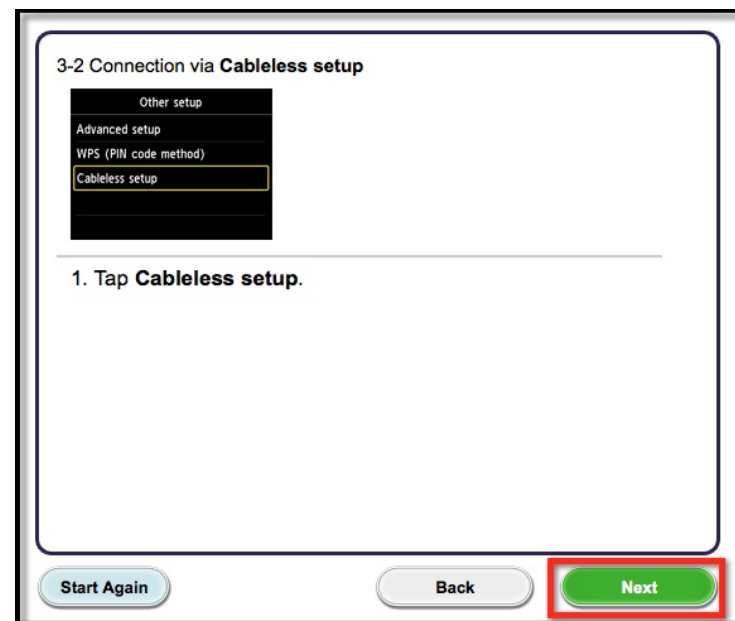 3-2 Connection via Cableless setup
Other setup
Advanced setup
WPS (PIN code method)
Cableless setup
1. Tap Cableless setup.
Start Again
Back
Next